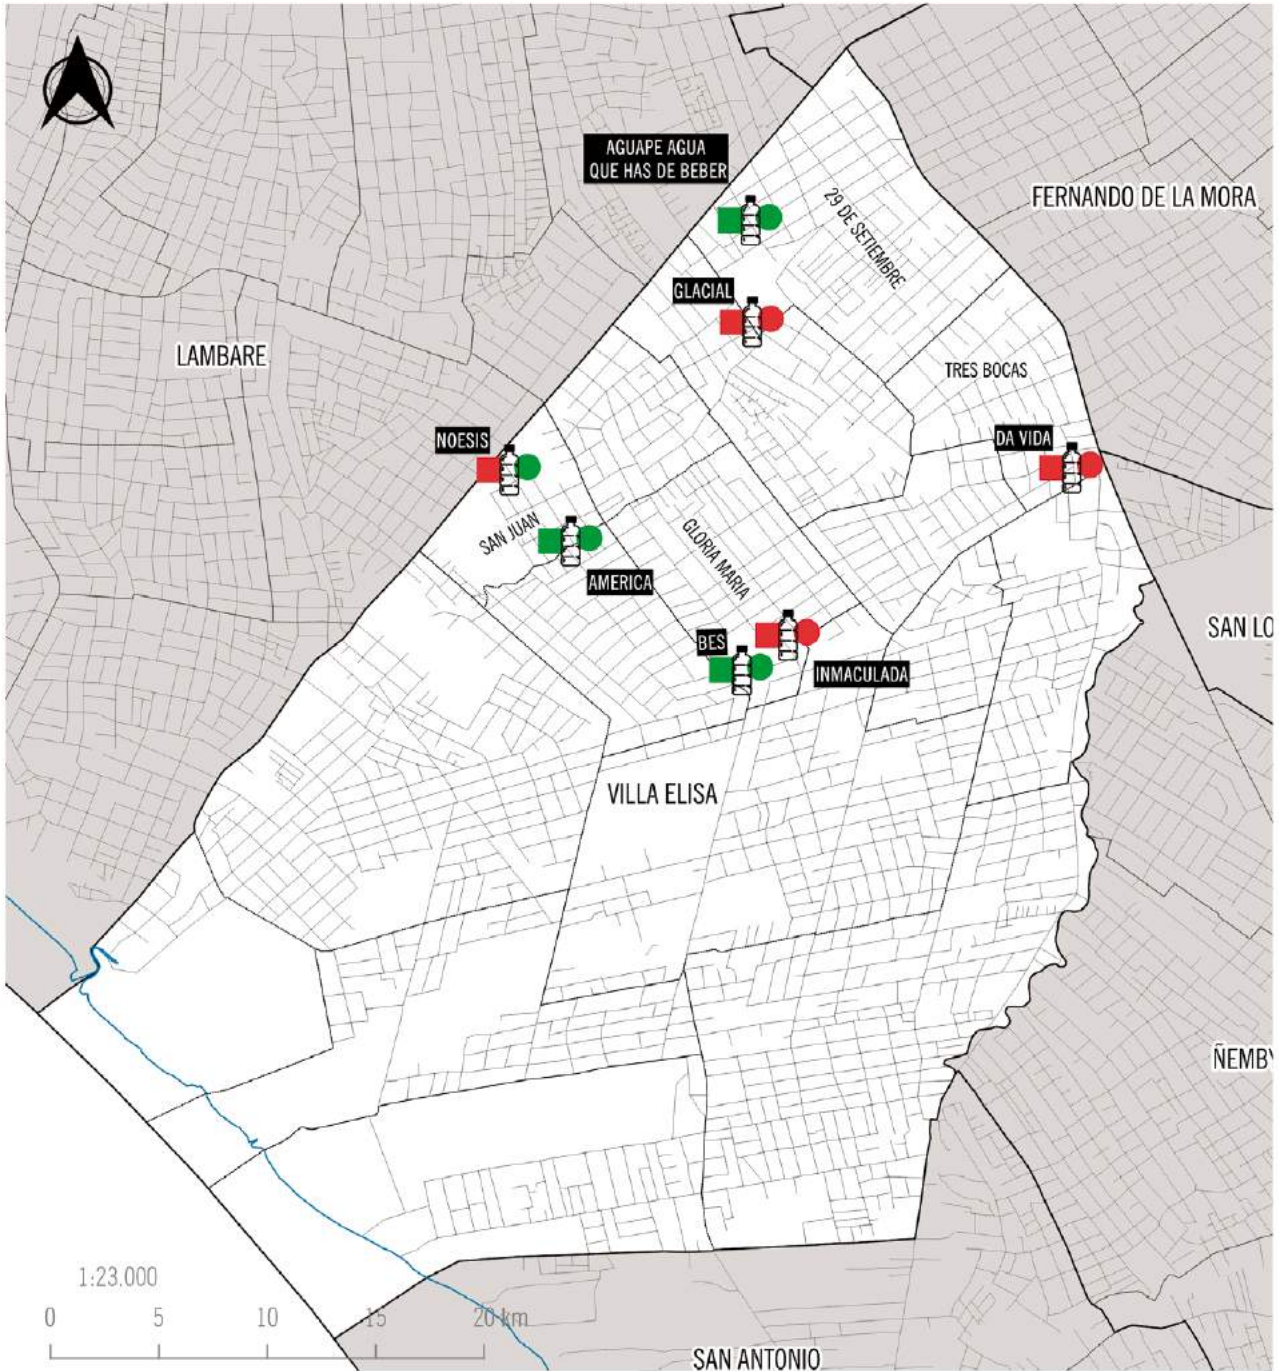 AGUAPE AGUA
QUE HAS DE BEBER
29 DE SETIEMBRE
FERNANDO DE LA MORA
GLACIAL
LAMBARE
TRES BOCAS
NOESIS
DA VIDA
SAN JUAN
GLORIA MARIA
AMERICA
BES
INMACULADA
SAN LO
VILLA ELISA
ÑEMBY
1:23.000
0 5 10 15 20 km
SAN ANTONIO